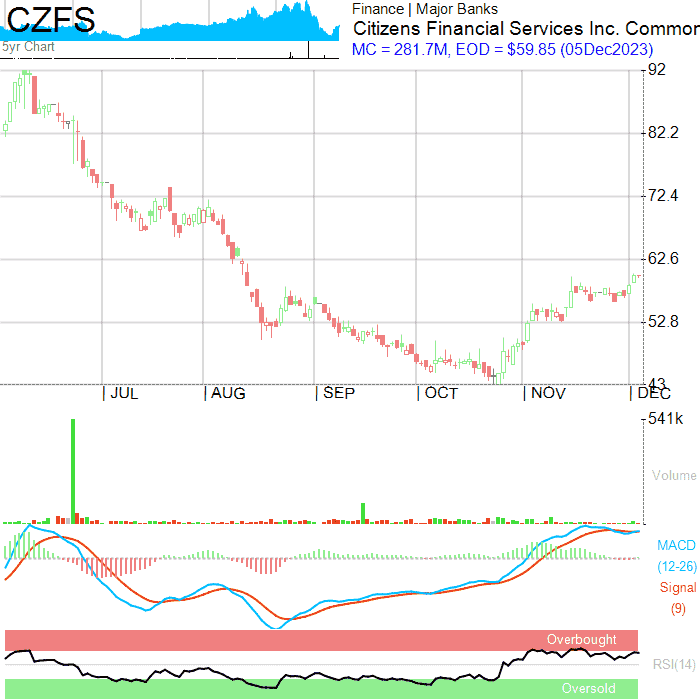 CZFS
5yr Chart
Finance | Major Banks
Citizens Financial Services Inc. Common
MC = 281.7M, EOD = $59.85 (05Dec2023)
92
82.2
72.4
62.6
52.8
43
JUL
AUG
SEP
OCT
NOV
DEC
541k
Volume
MACD
(12-26)
Signal
(9)
Overbought
RSI(14)
Oversold